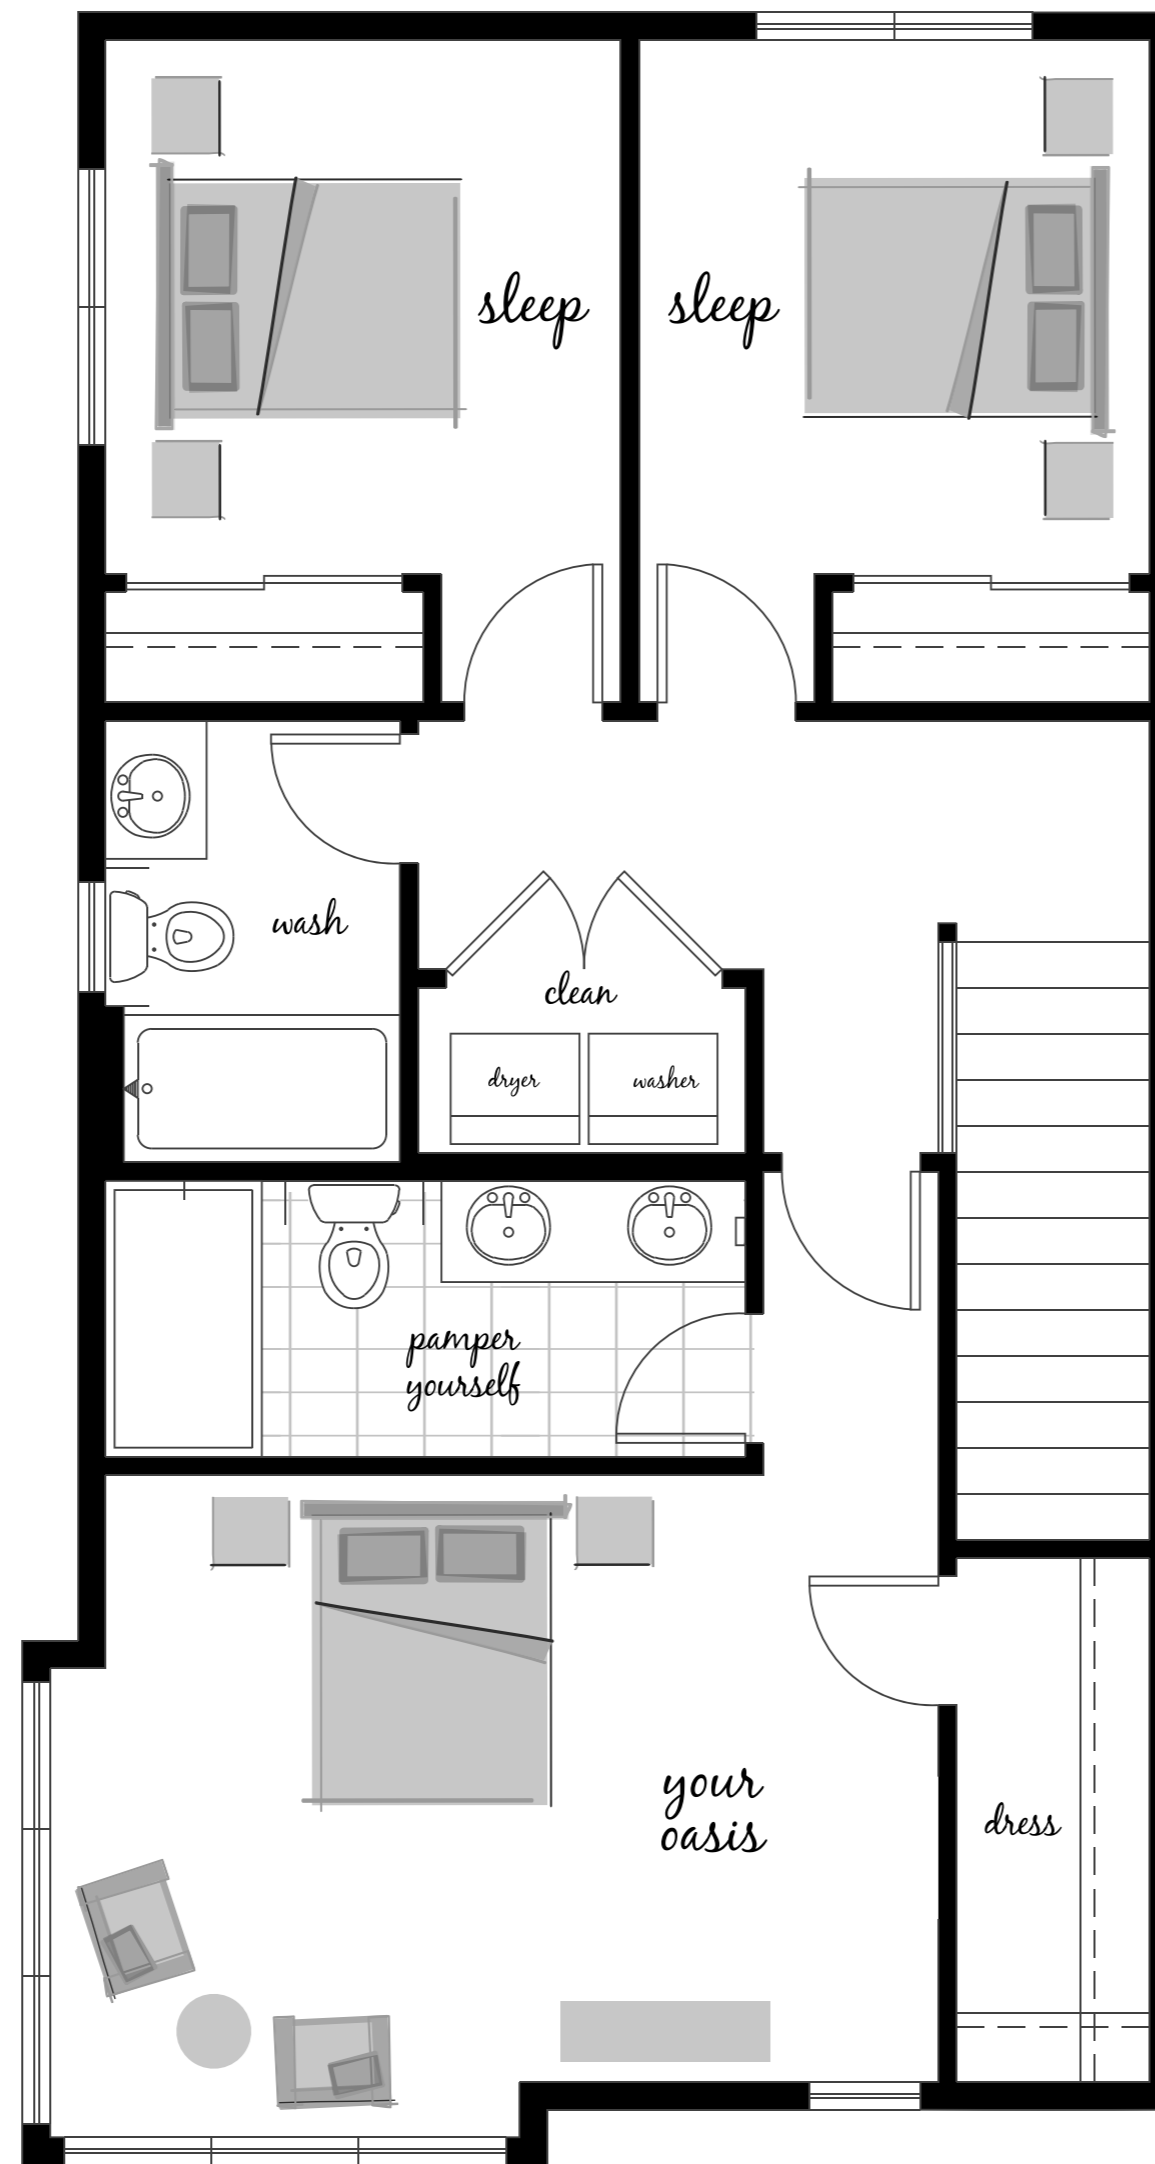 sleep
sleep
wash
clean
dryer
washer
pamper
yourself
your
oasis
dress